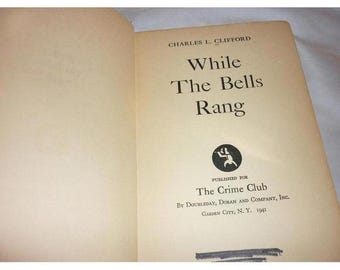 CHARLES L. CLIFFORD
While
The Bells
Rang
PUBLISHED FOR
The Crime Club
BY DOUBLEDAY, DORAN AND COMPANY, INC.
GARDEN CITY, N. Y. 1941